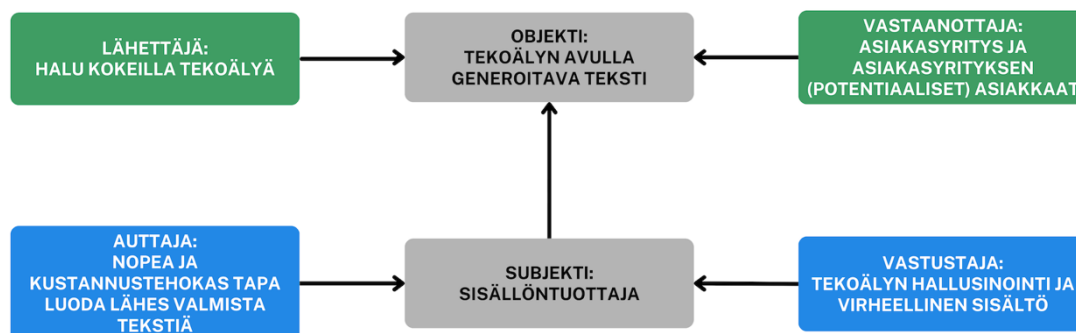 LÄHETTÄJÄ:
HALU KOKEILLA TEKOÄLYÄ
OBJEKTI:
TEKOÄLYN AVULLA
GENEROITAVA TEKSTI
VASTAANOTTAJA:
ASIAKASYRITYS JA
ASIAKASYRITYKSEN
(POTENTIAALISET) ASIAKKAAT
AUTTAJA:
NOPEA JA
KUSTANNUSTEHOKAS TAPA
LUODA LÄHES VALMISTA
TEKSTIÄ
SUBJEKTI:
SISÄLLÖNTUOTTAJA
VASTUSTAJA:
TEKOÄLYN HALLUSINOINTI JA
VIRHEELLINEN SISÄLTÖ